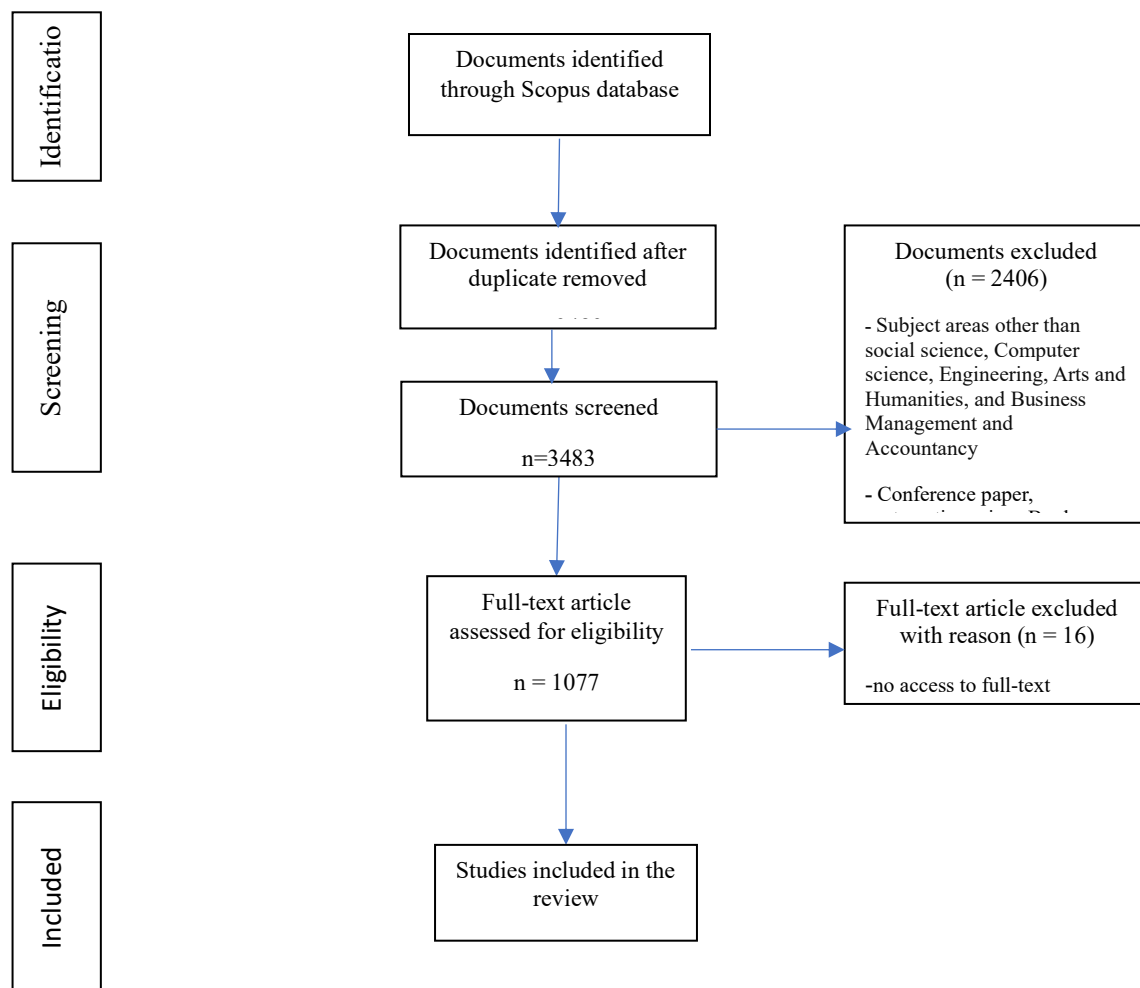 Identificatio
Documents identified
through Scopus database
Screening
Documents identified after
duplicate removed
Documents screened
n=3483
Documents excluded
(n = 2406)
- Subject areas other than
social science, Computer
science, Engineering, Arts and
Humanities, and Business
Management and
Accountancy
- Conference paper,
Eligibility
Full-text article
assessed for eligibility
n = 1077
Full-text article excluded
with reason (n = 16)
-no access to full-text
Included
Studies included in the
review